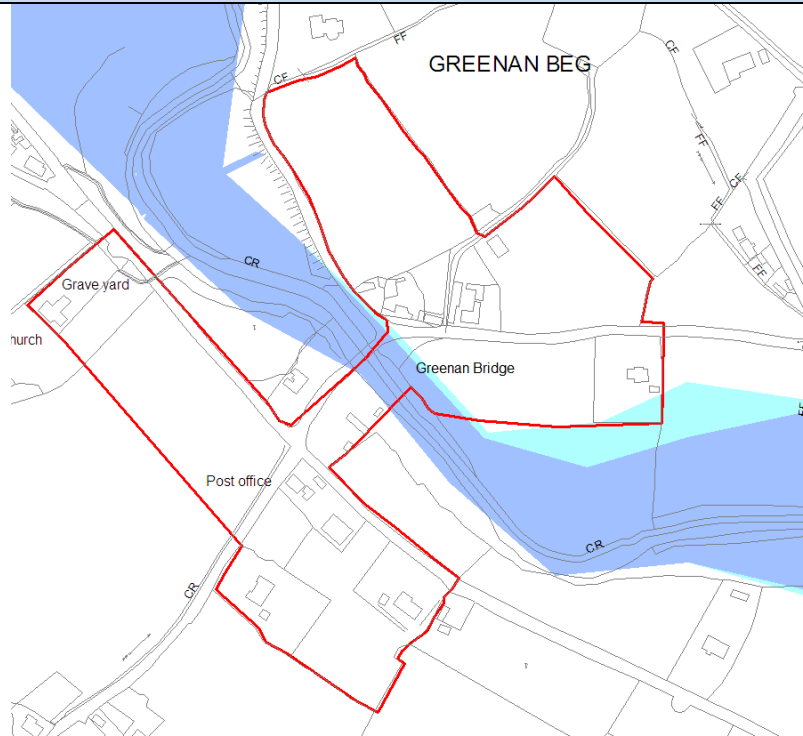 FF
GREENAN BEG
CF
CF
FF
CF
FF
CR
FF
Grave yard
hurch
Greenan Bridge
FF
Post office
CR
CR